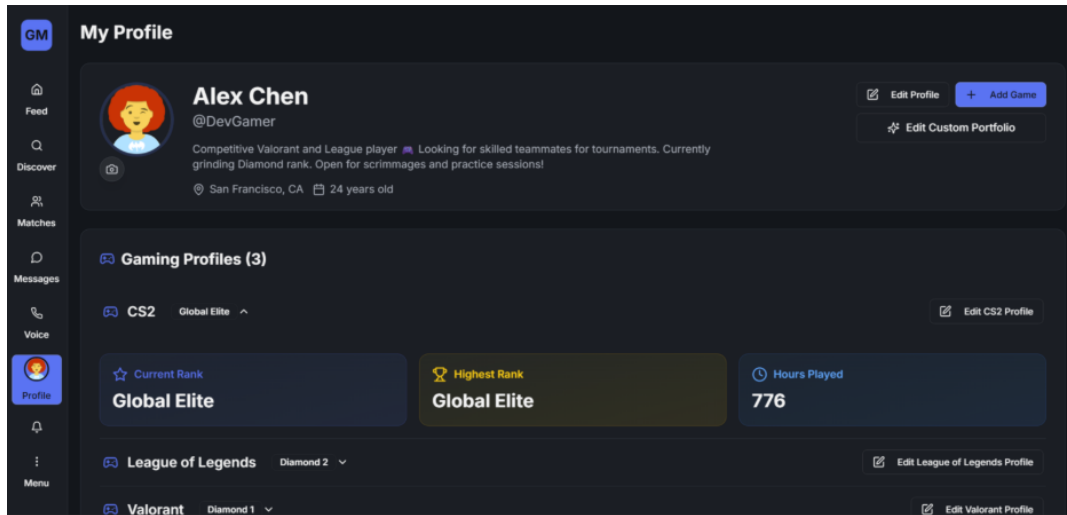 GM
My Profile
Feed
Discover
Matches
Messages
Voice
Profile
Menu
Alex Chen
@DevGamer
Competitive Valorant and League player 👾 Looking for skilled teammates for tournaments. Currently
grinding Diamond rank. Open for scrimmages and practice sessions!
San Francisco, CA 24 years old
Edit Profile
+ Add Game
Edit Custom Portfolio
Gaming Profiles (3)
CS2 Global Elite
Edit CS2 Profile
Current Rank
Global Elite
Highest Rank
Global Elite
Hours Played
776
League of Legends Diamond 2
Edit League of Legends Profile
Valorant Diamond 1
Edit Valorant Profile